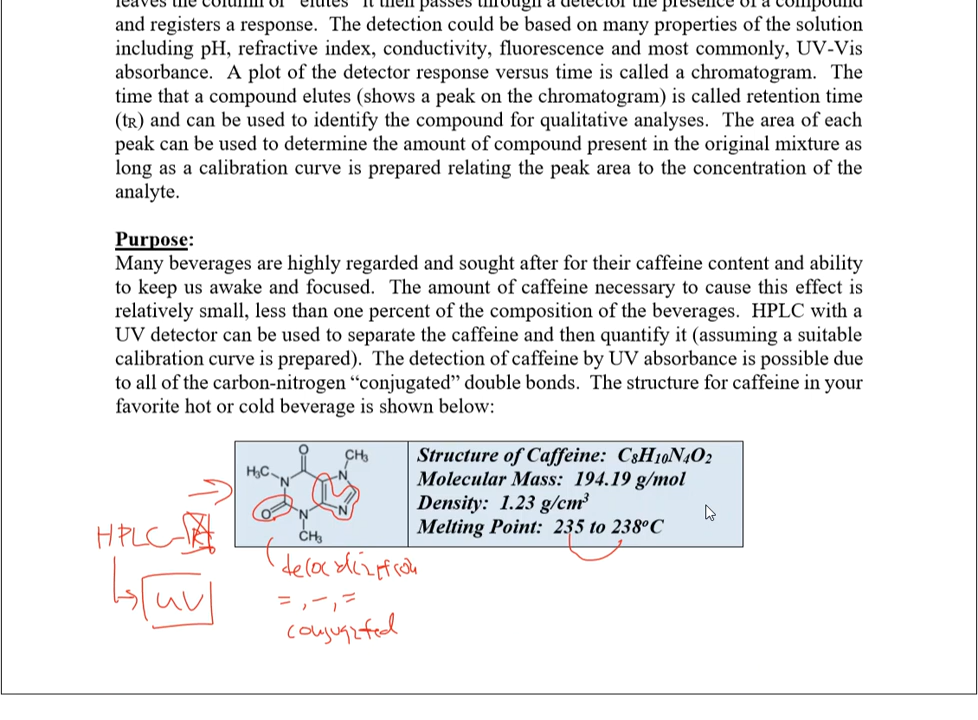 and registers a response. The detection could be based on many properties of the solution
including pH, refractive index, conductivity, fluorescence and most commonly, UV-Vis
absorbance. A plot of the detector response versus time is called a chromatogram. The
time that a compound elutes (shows a peak on the chromatogram) is called retention time
(tR) and can be used to identify the compound for qualitative analyses. The area of each
peak can be used to determine the amount of compound present in the original mixture as
long as a calibration curve is prepared relating the peak area to the concentration of the
analyte.
Purpose:
Many beverages are highly regarded and sought after for their caffeine content and ability
to keep us awake and focused. The amount of caffeine necessary to cause this effect is
relatively small, less than one percent of the composition of the beverages. HPLC with a
UV detector can be used to separate the caffeine and then quantify it (assuming a suitable
calibration curve is prepared). The detection of caffeine by UV absorbance is possible due
to all of the carbon-nitrogen “conjugated” double bonds. The structure for caffeine in your
favorite hot or cold beverage is shown below:
O
CH₃
H₃C
N
N
O
N
N
CH₃
Structure of Caffeine: C₈H₁₀N₄O₂
Molecular Mass: 194.19 g/mol
Density: 1.23 g/cm³
Melting Point: 235 to 238ºC
HPLC-
UV
= , - , =
conjugated